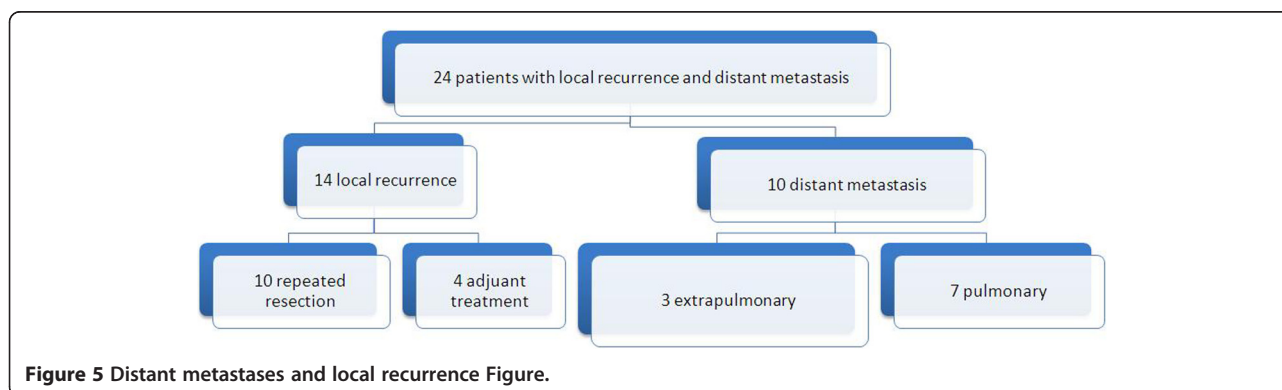 24 patients with local recurrence and distant metastasis
14 local recurrence
10 distant metastasis
10 repeated
resection
4 adjuant
treatment
3 extrapulmonary
7 pulmonary
Figure 5 Distant metastases and local recurrence Figure.